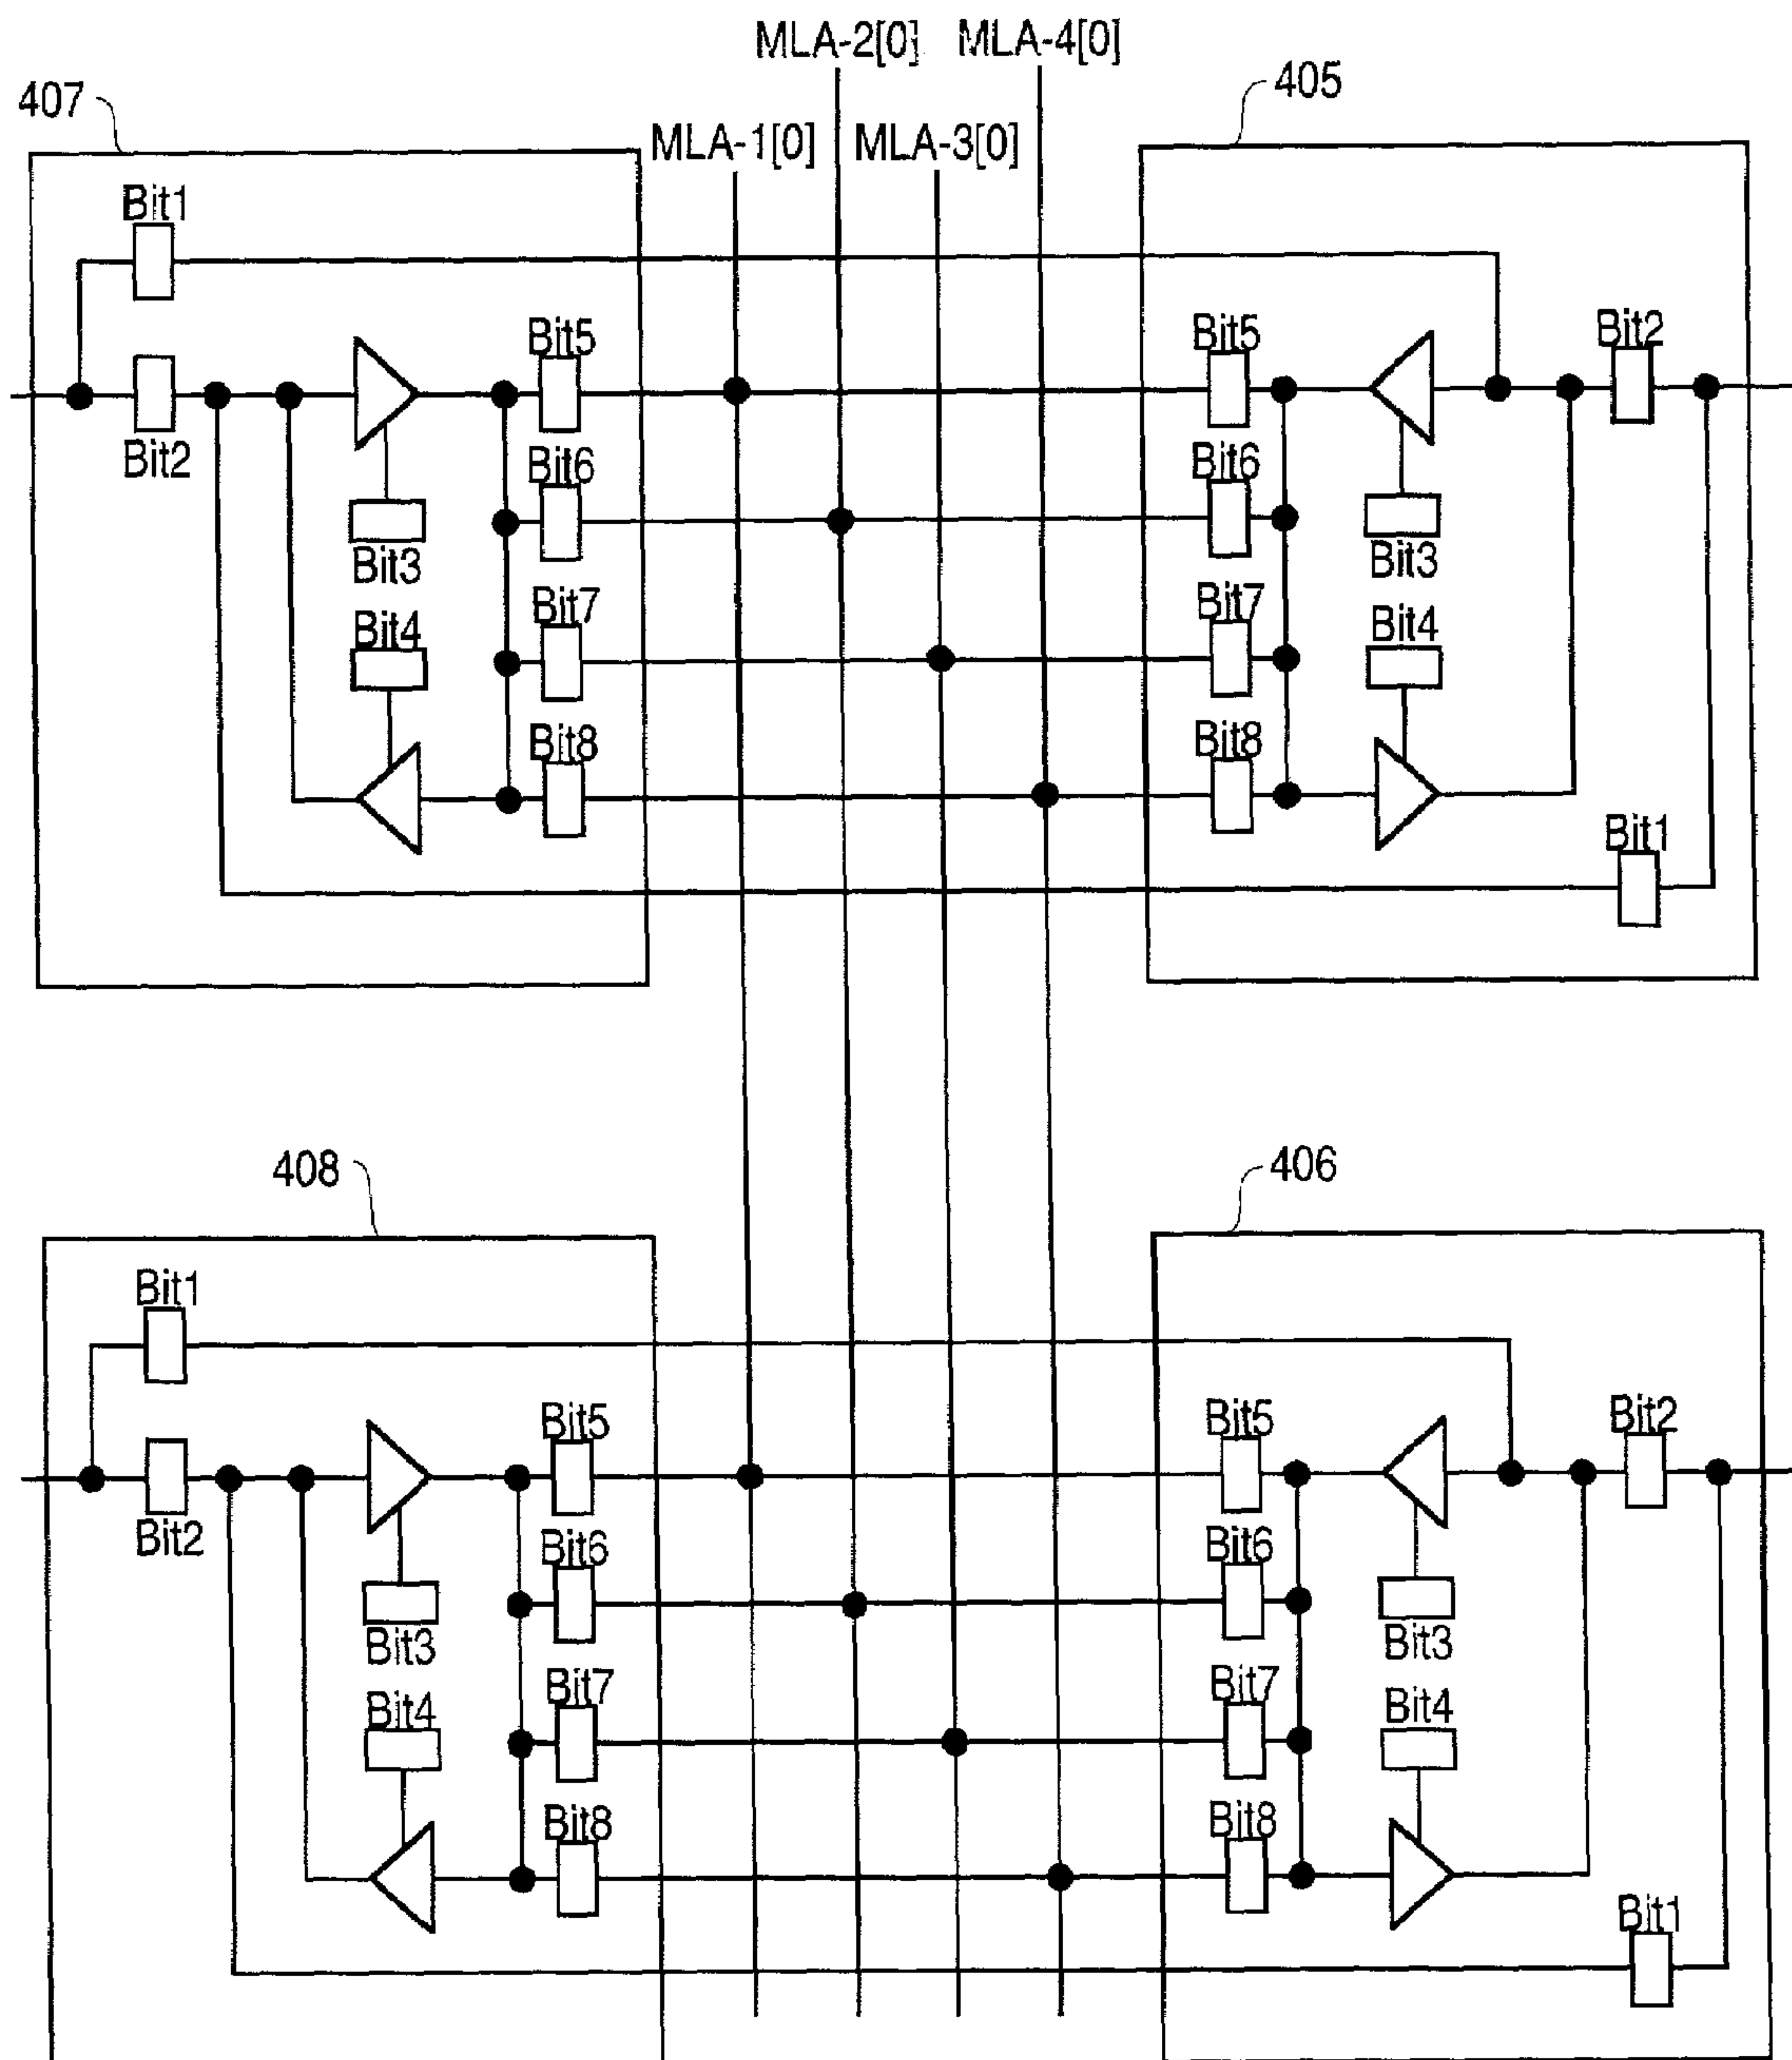 MLA-2[0] MLA-4[0]
407
405
MLA-1[0] MLA-3[0]
Bit1
Bit5
Bit5
Bit2
Bit2
Bit6
Bit6
Bit3
Bit3
Bit7
Bit7
Bit4
Bit4
Bit8
Bit8
Bit1
408
406
Bit1
Bit5
Bit5
Bit2
Bit2
Bit6
Bit6
Bit3
Bit3
Bit7
Bit7
Bit4
Bit4
Bit8
Bit8
Bit1